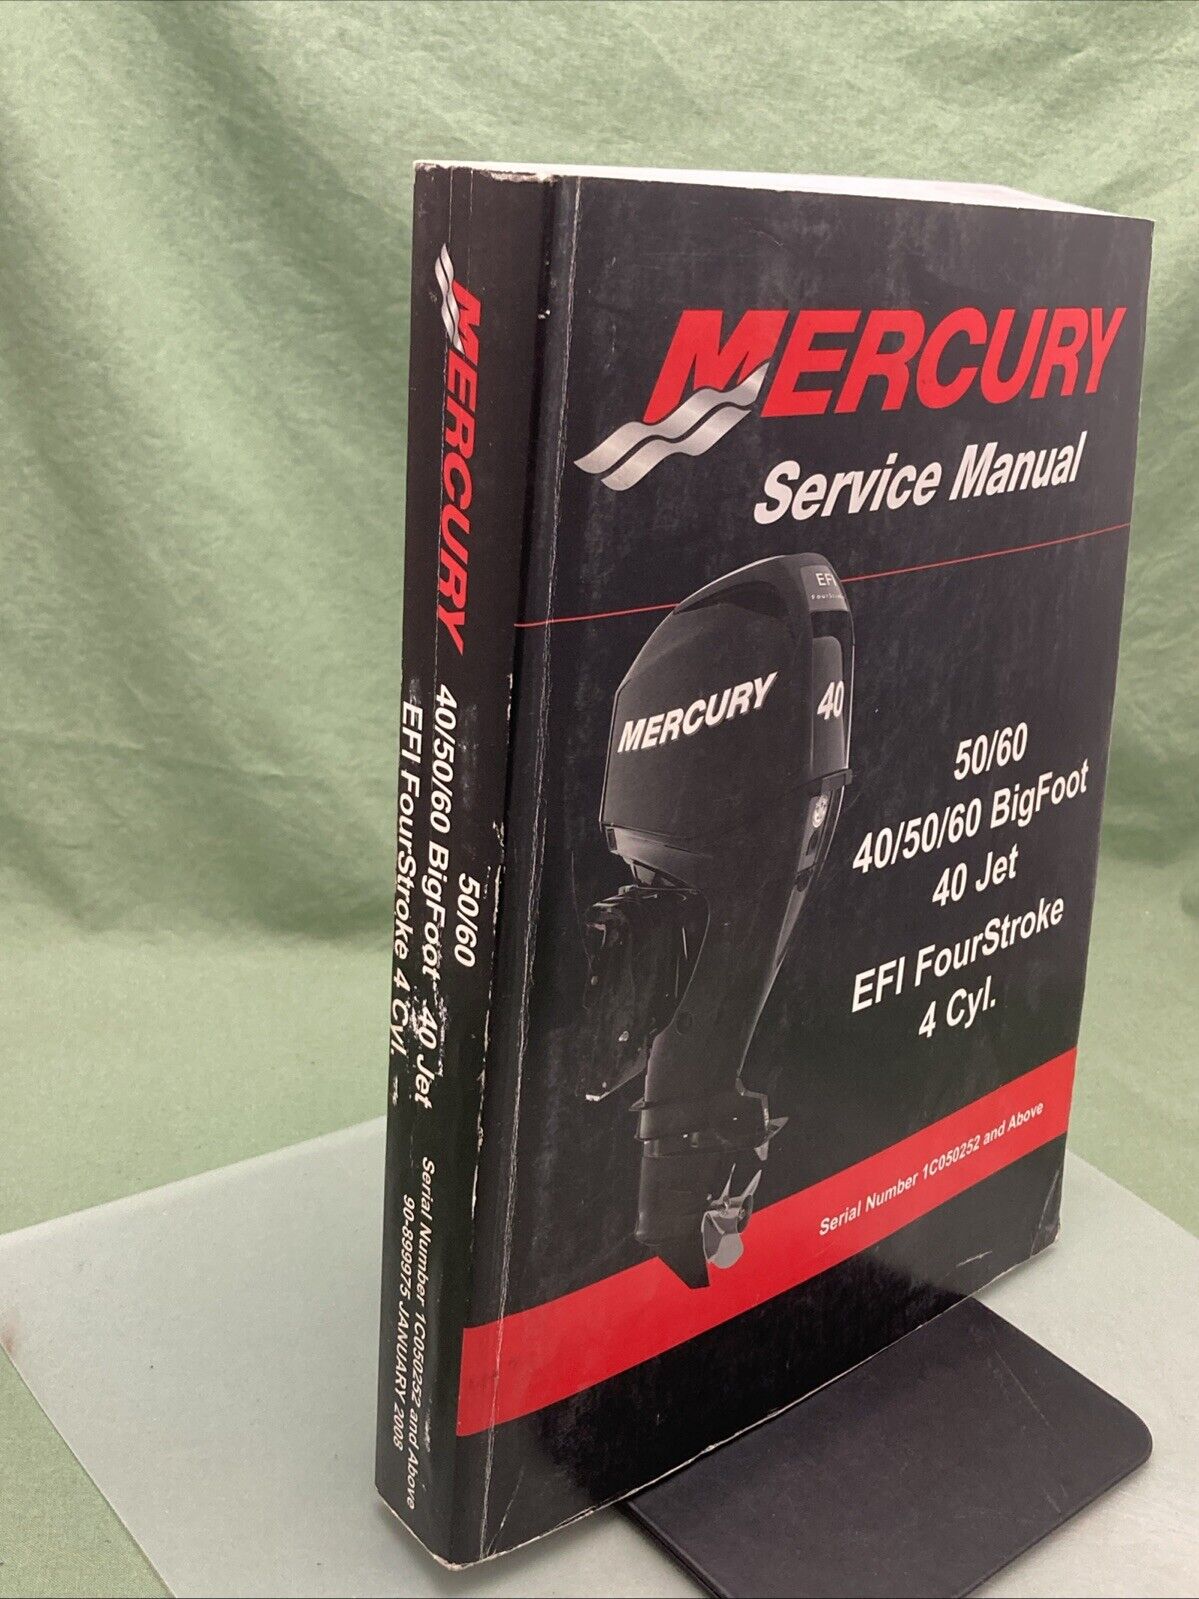 MERCURY
50/60
40/50/60 BigFoot 40 Jet
EFI FourStroke 4 Cyl.
Serial Number 1C050252 and Above
90-899975 JANUARY 2008
MERCURY
Service Manual
EFI
FourStroke
MERCURY
40
50/60
40/50/60 BigFoot
40 Jet
EFI FourStroke
4 Cyl.
Serial Number 1C050252 and Above